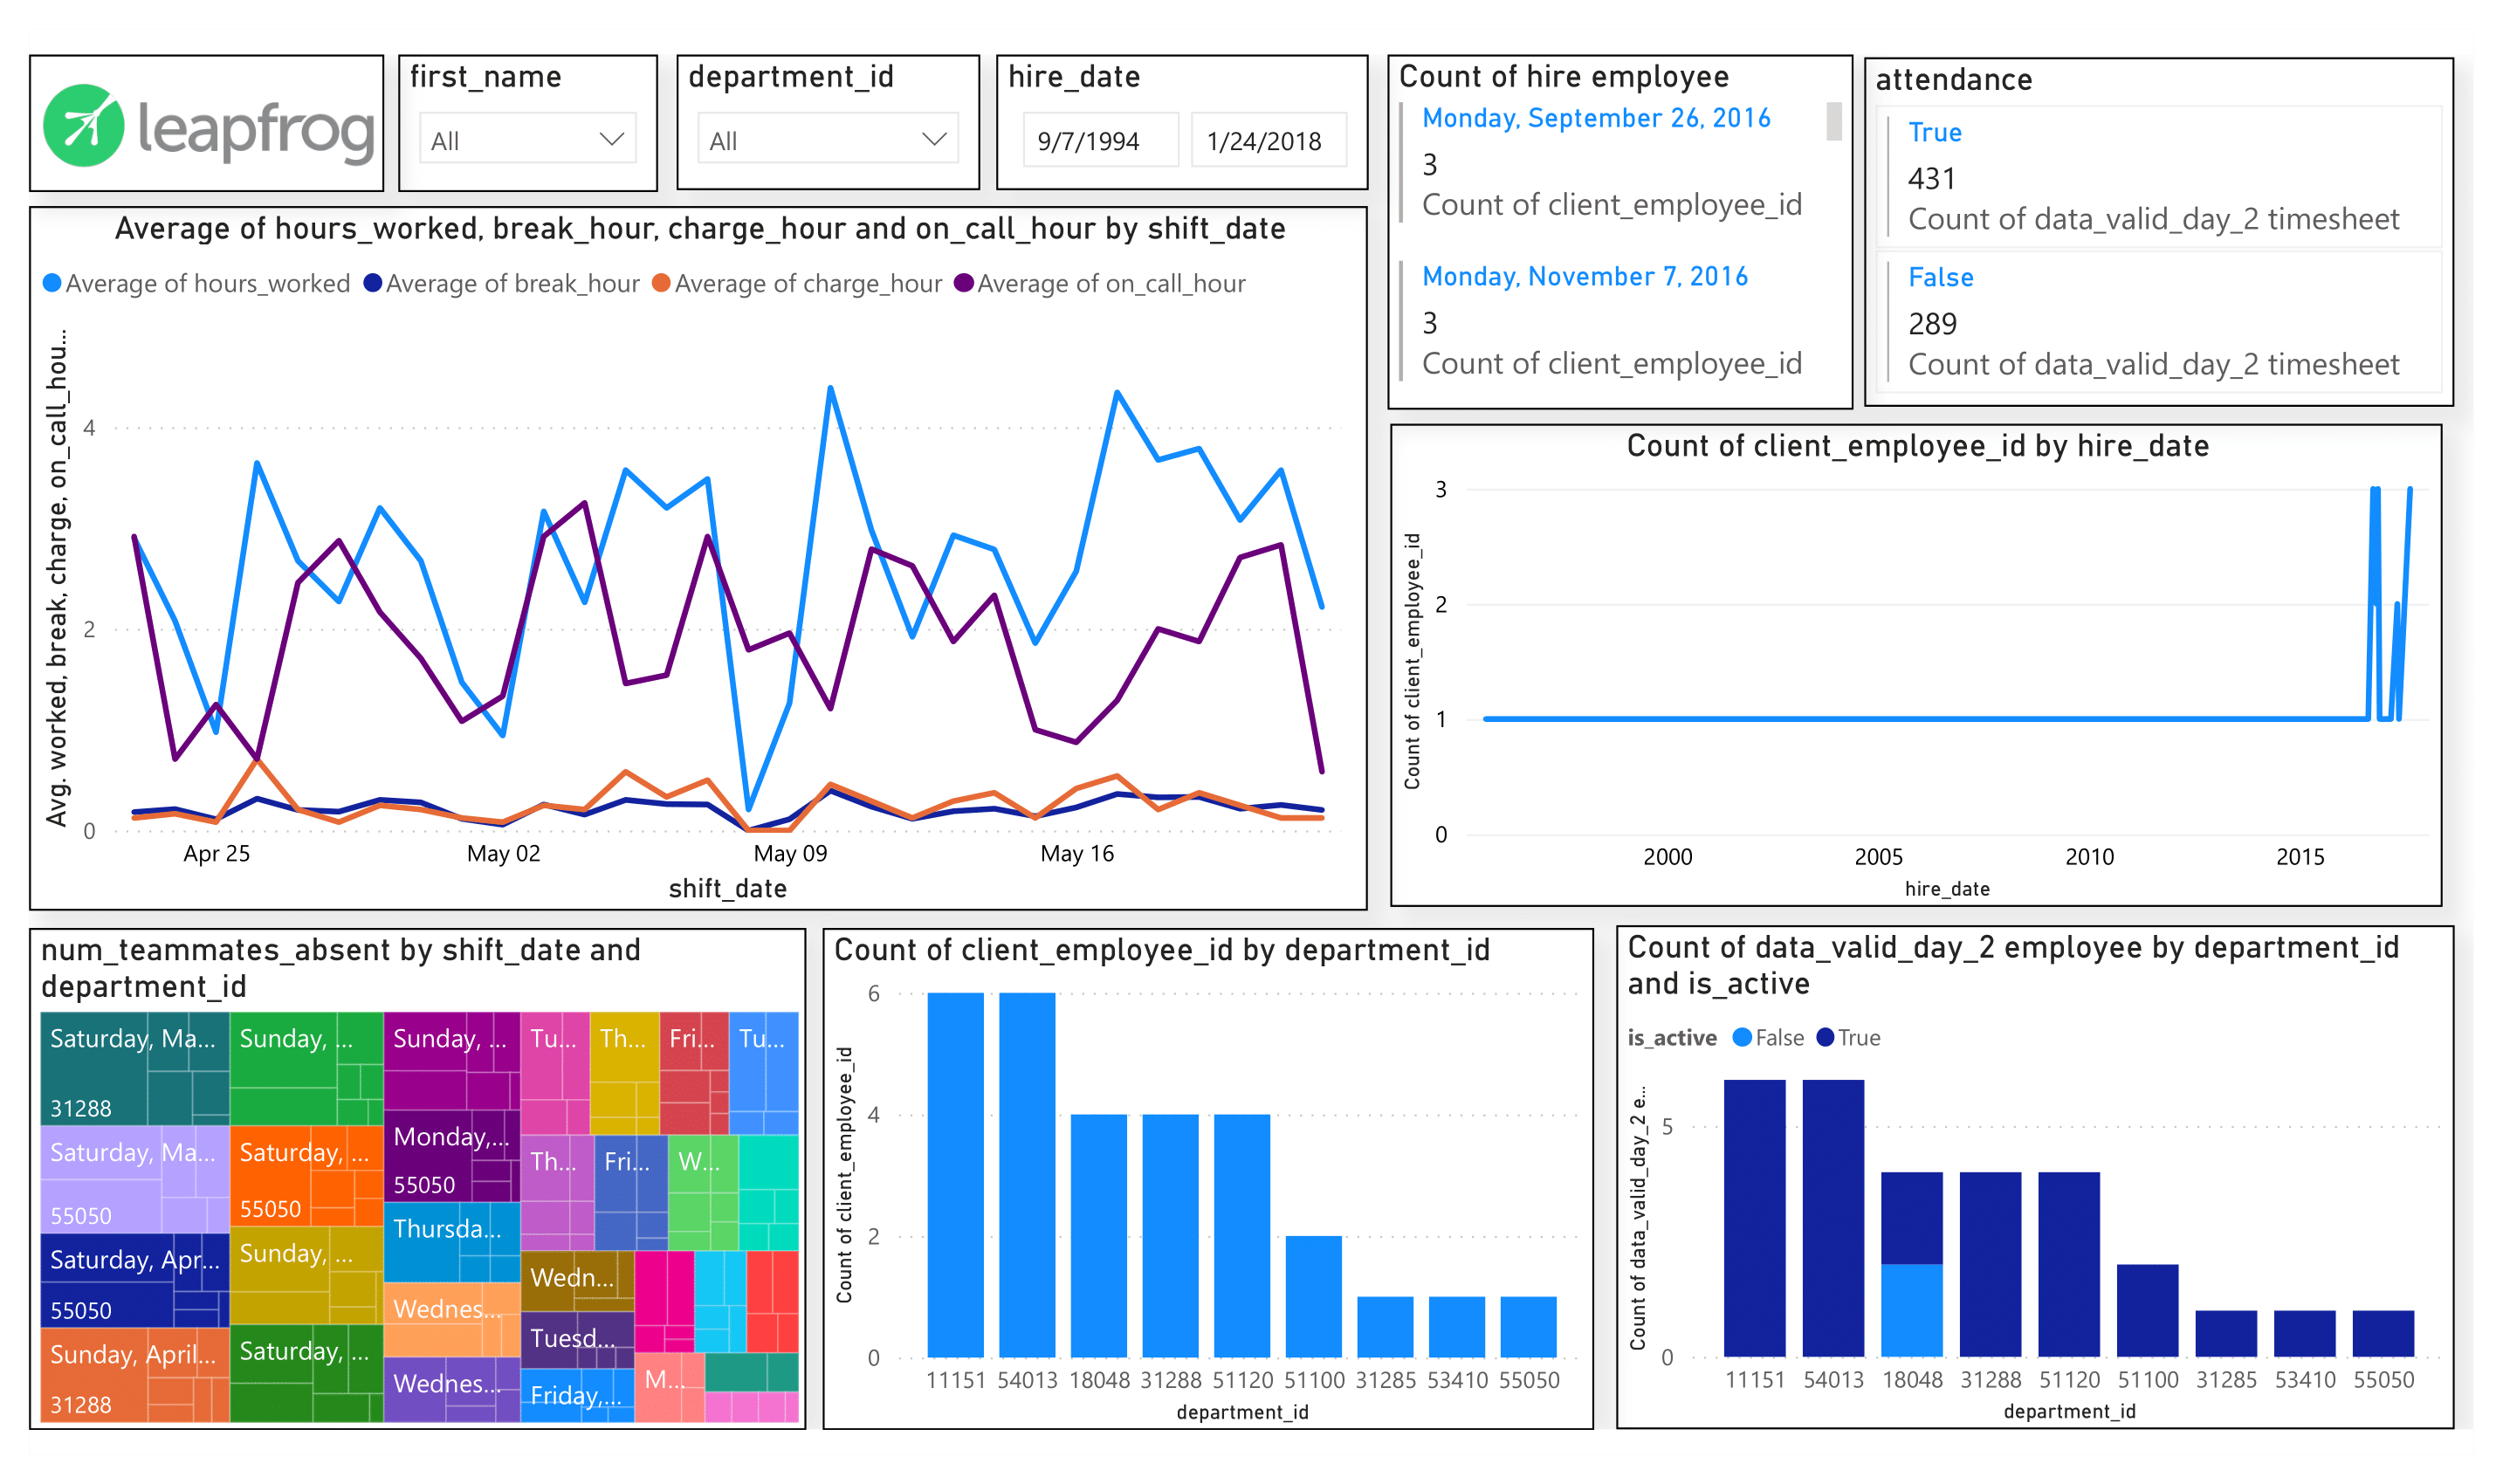 leapfrog
first_name
All
department_id
All
hire_date
9/7/1994
1/24/2018
Count of hire employee
Monday, September 26, 2016
3
Count of client_employee_id
Monday, November 7, 2016
3
Count of client_employee_id
attendance
True
431
Count of data_valid_day_2 timesheet
False
289
Count of data_valid_day_2 timesheet
Average of hours_worked, break_hour, charge_hour and on_call_hour by shift_date
Average of hours_worked Average of break_hour Average of charge_hour Average of on_call_hour
Avg. worked, break, charge, on_call_hou...
4
2
0
Apr 25 May 02 May 09 May 16
shift_date
Count of client_employee_id by hire_date
Count of client_employee_id
3
2
1
0
2000 2005 2010 2015
hire_date
num_teammates_absent by shift_date and
department_id
Saturday, Ma...
31288
Saturday, Ma...
55050
Saturday, Apr...
55050
Sunday, April...
31288
Sunday, ...
Saturday, ...
55050
Sunday, ...
Saturday, ...
Sunday, ...
Monday,...
55050
Thursda...
Wednes...
Wednes...
Tu...
Th...
Fri...
Tu...
Th...
Fri...
W...
Wedn...
Tuesd...
Friday,...
M...
Count of client_employee_id by department_id
Count of client_employee_id
6
4
2
0
11151 54013 18048 31288 51120 51100 31285 53410 55050
department_id
Count of data_valid_day_2 employee by department_id
and is_active
is_active False True
Count of data_valid_day_2 e...
5
0
11151 54013 18048 31288 51120 51100 31285 53410 55050
department_id